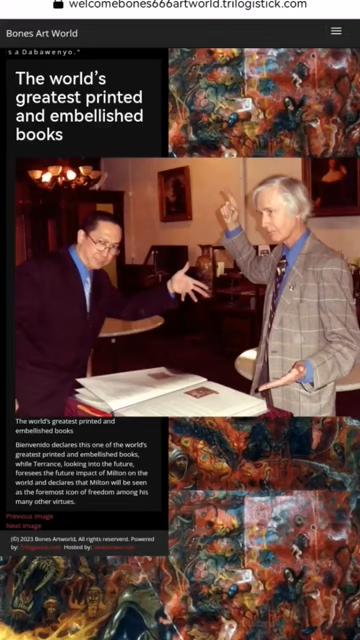 welcomebones666artworld.trilogistick.com
Bones Art World
s a Dabawenyo."
The world's
greatest printed
and embellished
books
The world's greatest printed and
embellished books
Bienvenido declares this one of the world's
greatest printed and embellished books,
while Terrance, looking into the future,
foresees the future impact of Milton on the
world and declares that Milton will be seen
as the foremost icon of freedom among his
many other virtues.
Previous image
Next image
(C) 2023 Bones Artworld, All rights reserverd. Powered
by: Trilogistick.com Hosted by: